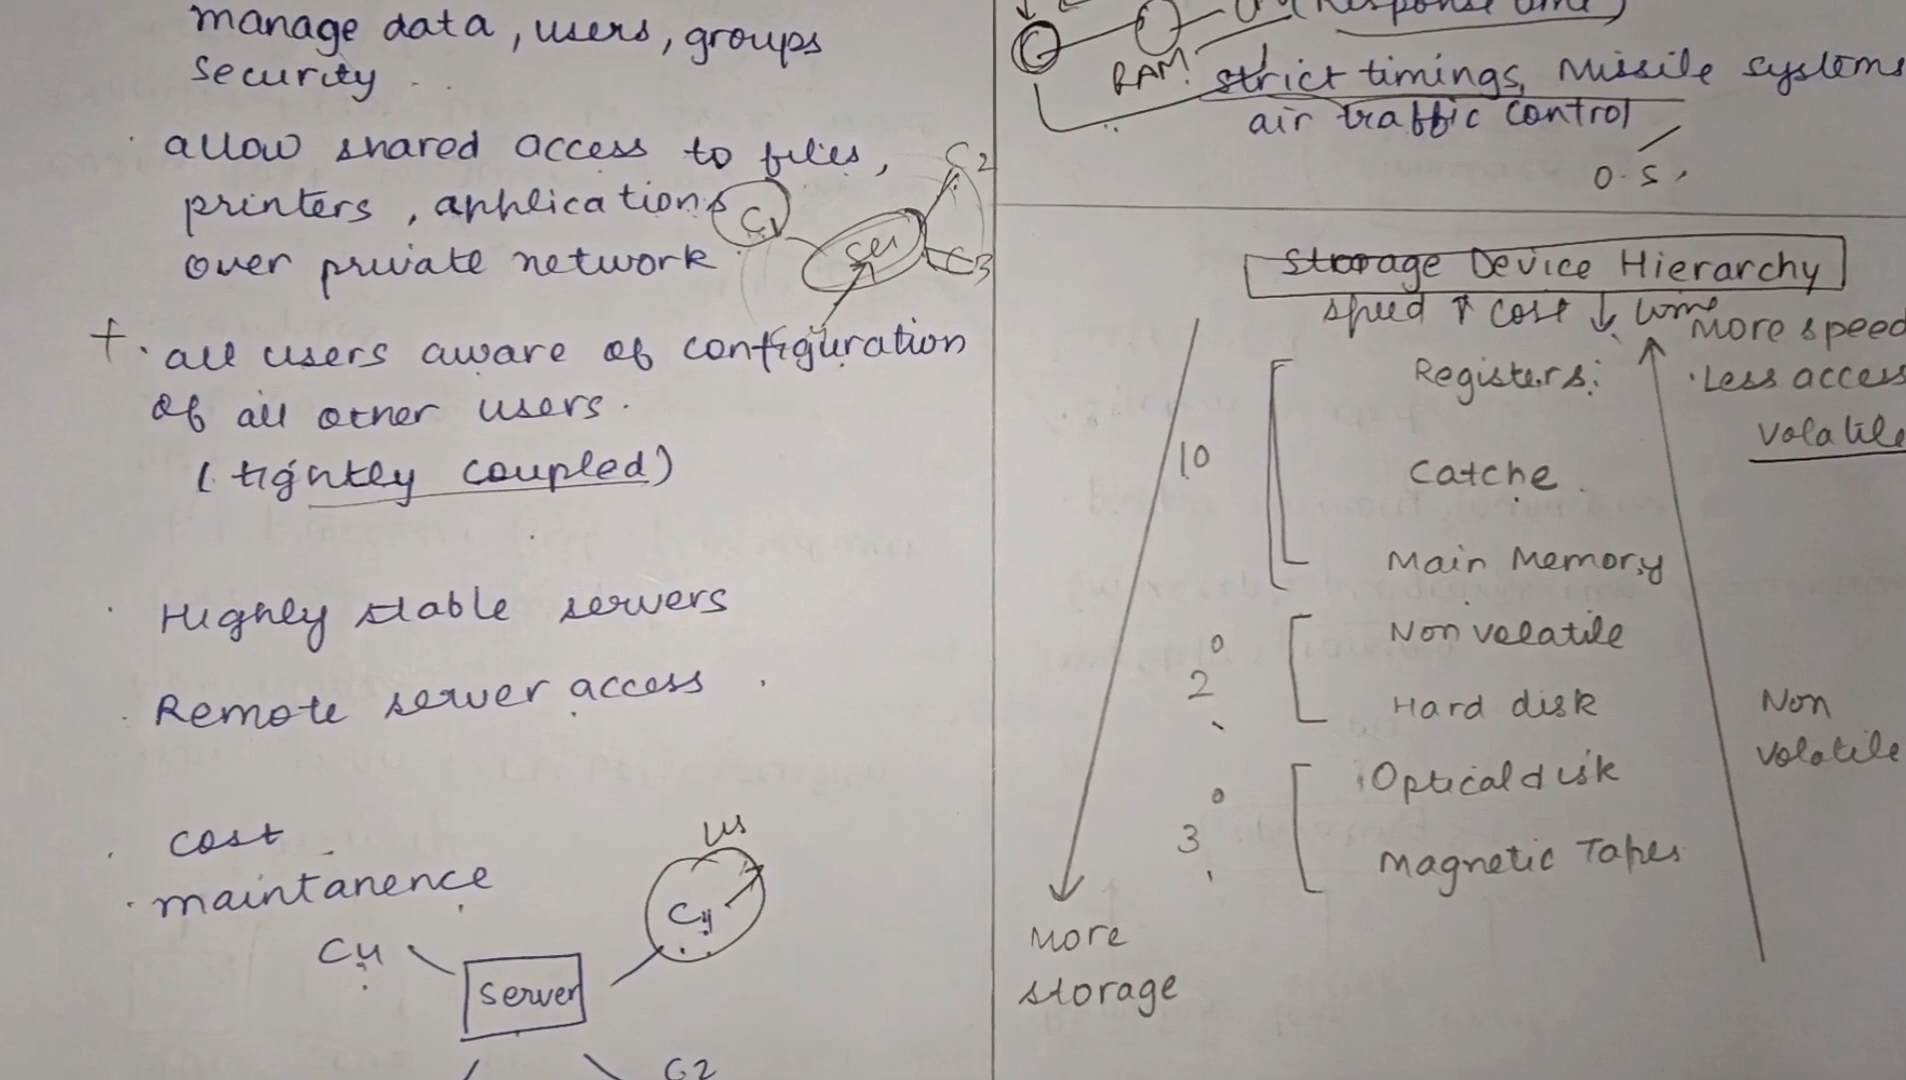 manage data, users, groups
security.
. allow shared access to files,
printers, applications
over private network
C1
Ser
C2
C3
+ . all users aware of configuration
of all other users.
(tightly coupled)
. Highly stable servers
. Remote server access.
. cost
. maintanence
C4
Server
C2
(Response time)
RAM.
strict timings, Missile systems
air traffic control
O.S,
Storage Device Hierarchy
speed ↑ cost ↓
More speed
Registers:
. Less access
volatile
10
Catche.
Main Memory
Non volatile
2
Hard disk
Non
volatile
Optical disk
3
Magnetic Tapes
More
storage